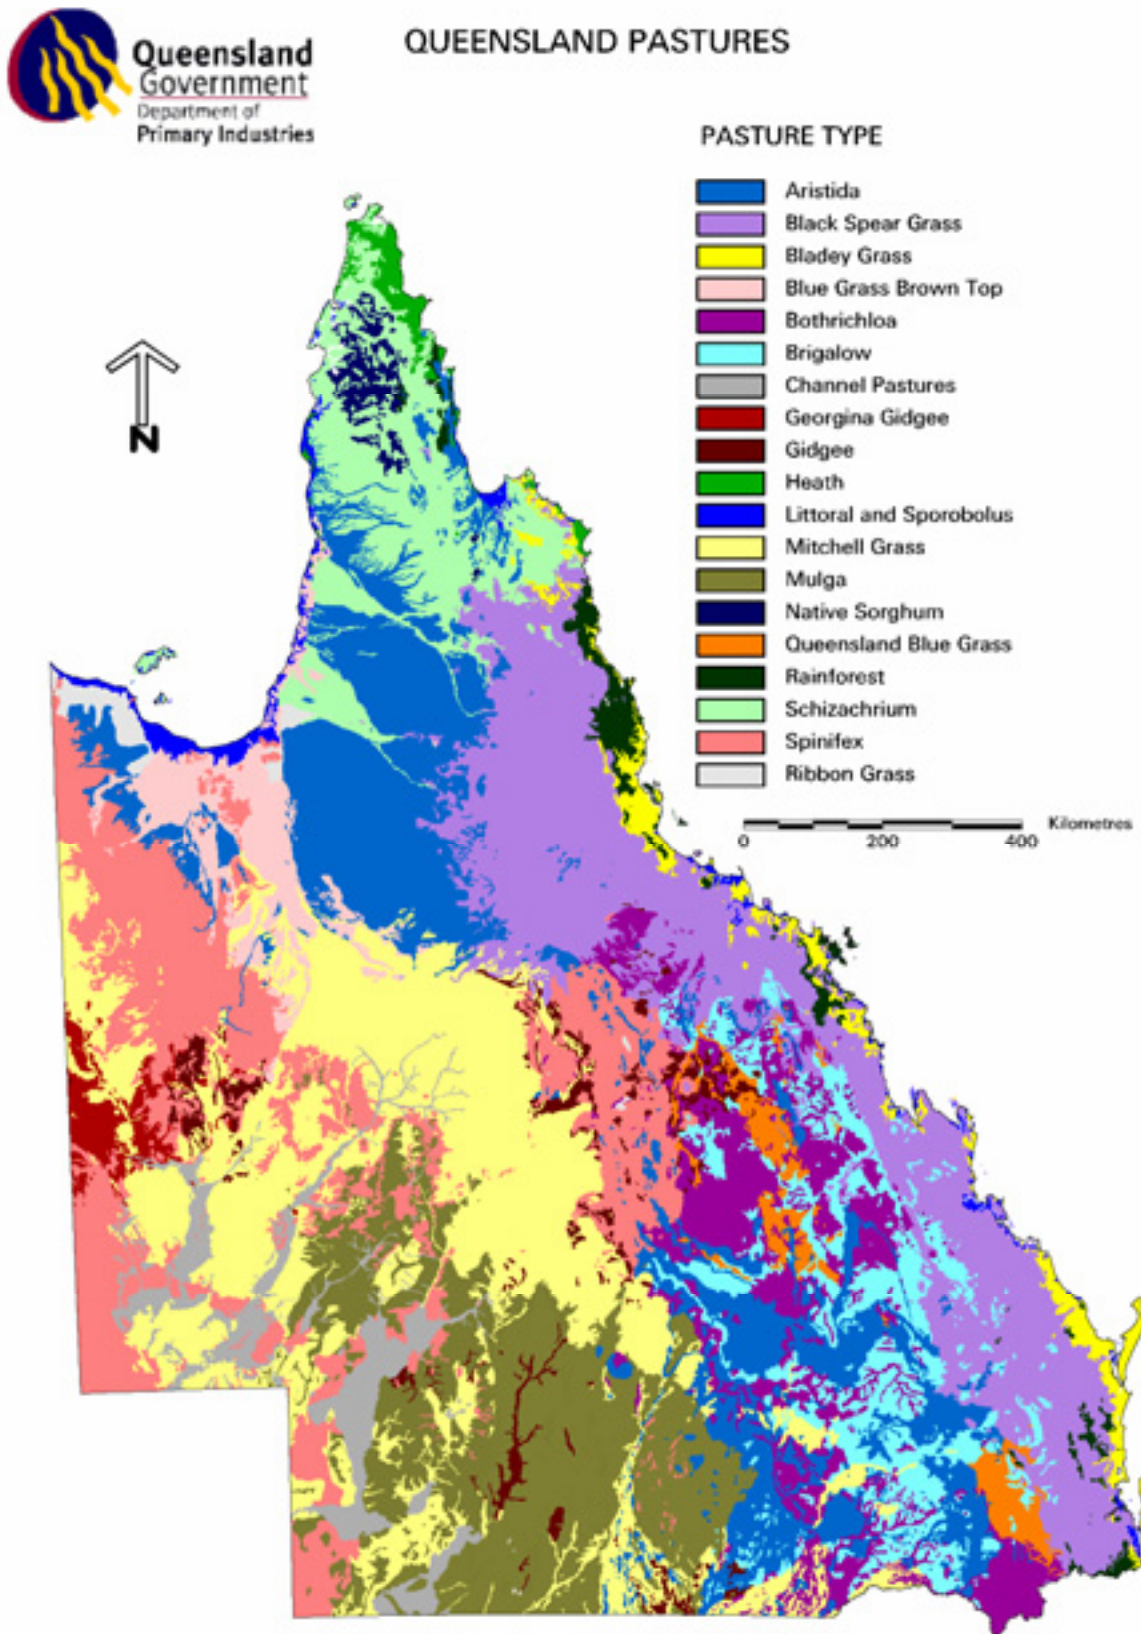 Queensland
Government
Department of
Primary Industries
QUEENSLAND PASTURES
PASTURE TYPE
Aristida
Black Spear Grass
Bladey Grass
Blue Grass Brown Top
Bothrichloa
Brigalow
Channel Pastures
Georgina Gidgee
Gidgee
Heath
Littoral and Sporobolus
Mitchell Grass
Mulga
Native Sorghum
Queensland Blue Grass
Rainforest
Schizachrium
Spinifex
Ribbon Grass
N
Kilometres
0 200 400